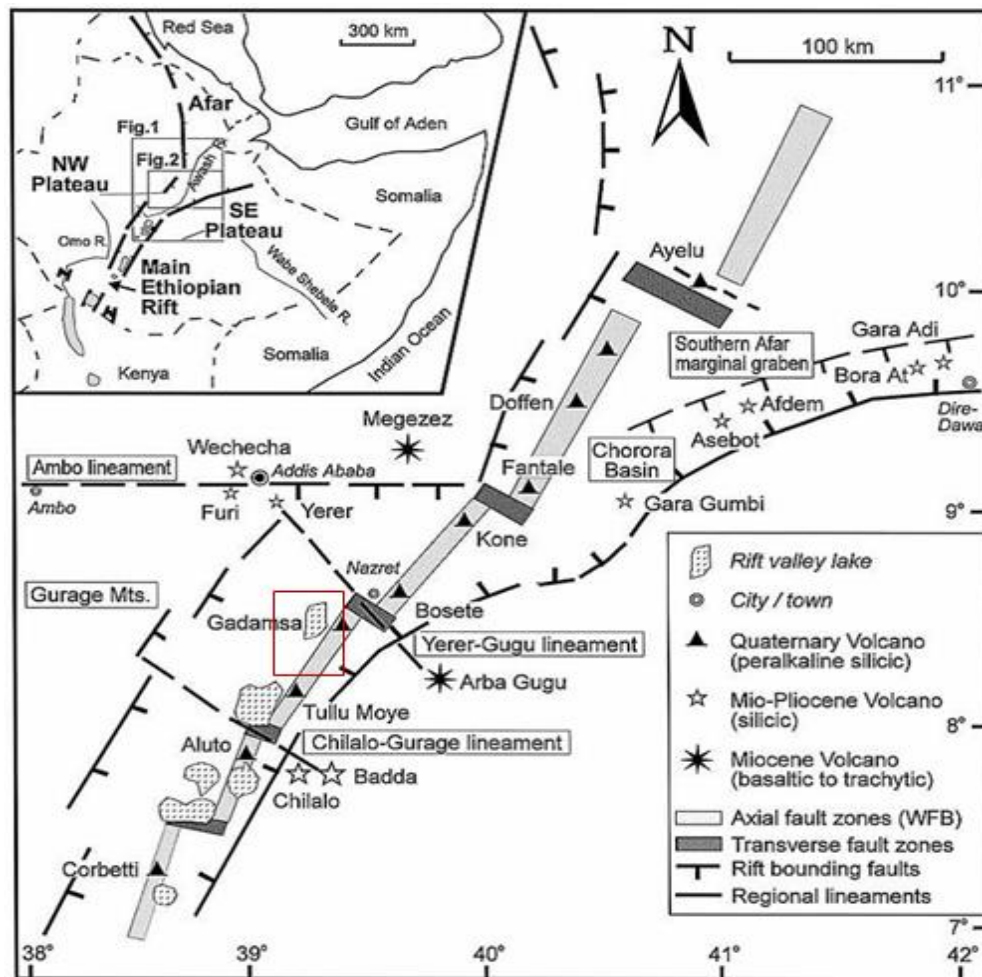 Red Sea
300 km
Afar
Gulf of Aden
Fig.1
Fig.2
Awash R.
NW
Plateau
Somalia
SE
Plateau
Omo R.
Wabe Shebele R.
Main
Ethiopian
Rift
Somalia
Indian Ocean
Kenya
N
100 km
11°
Ayelu
10°
Southern Afar
marginal graben
Gara Adi
Bora At
Doffen
Afdem
Dire-
Dawa
Asebot
Megezez
Wechecha
Ambo lineament
Addis Ababa
Fantale
Chorora
Basin
Ambo
Furi
Yerer
Gara Gumbi
9°
Kone
Nazret
Gurage Mts.
Gadamsa
Bosete
Yerer-Gugu lineament
Arba Gugu
Tullu Moye
8°
Aluto
Chilalo-Gurage lineament
Badda
Chilalo
Corbetti
Rift valley lake
City / town
Quaternary Volcano
(peralkaline silicic)
Mio-Pliocene Volcano
(silicic)
Miocene Volcano
(basaltic to trachytic)
Axial fault zones (WFB)
Transverse fault zones
Rift bounding faults
Regional lineaments
7°
38°
39°
40°
41°
42°